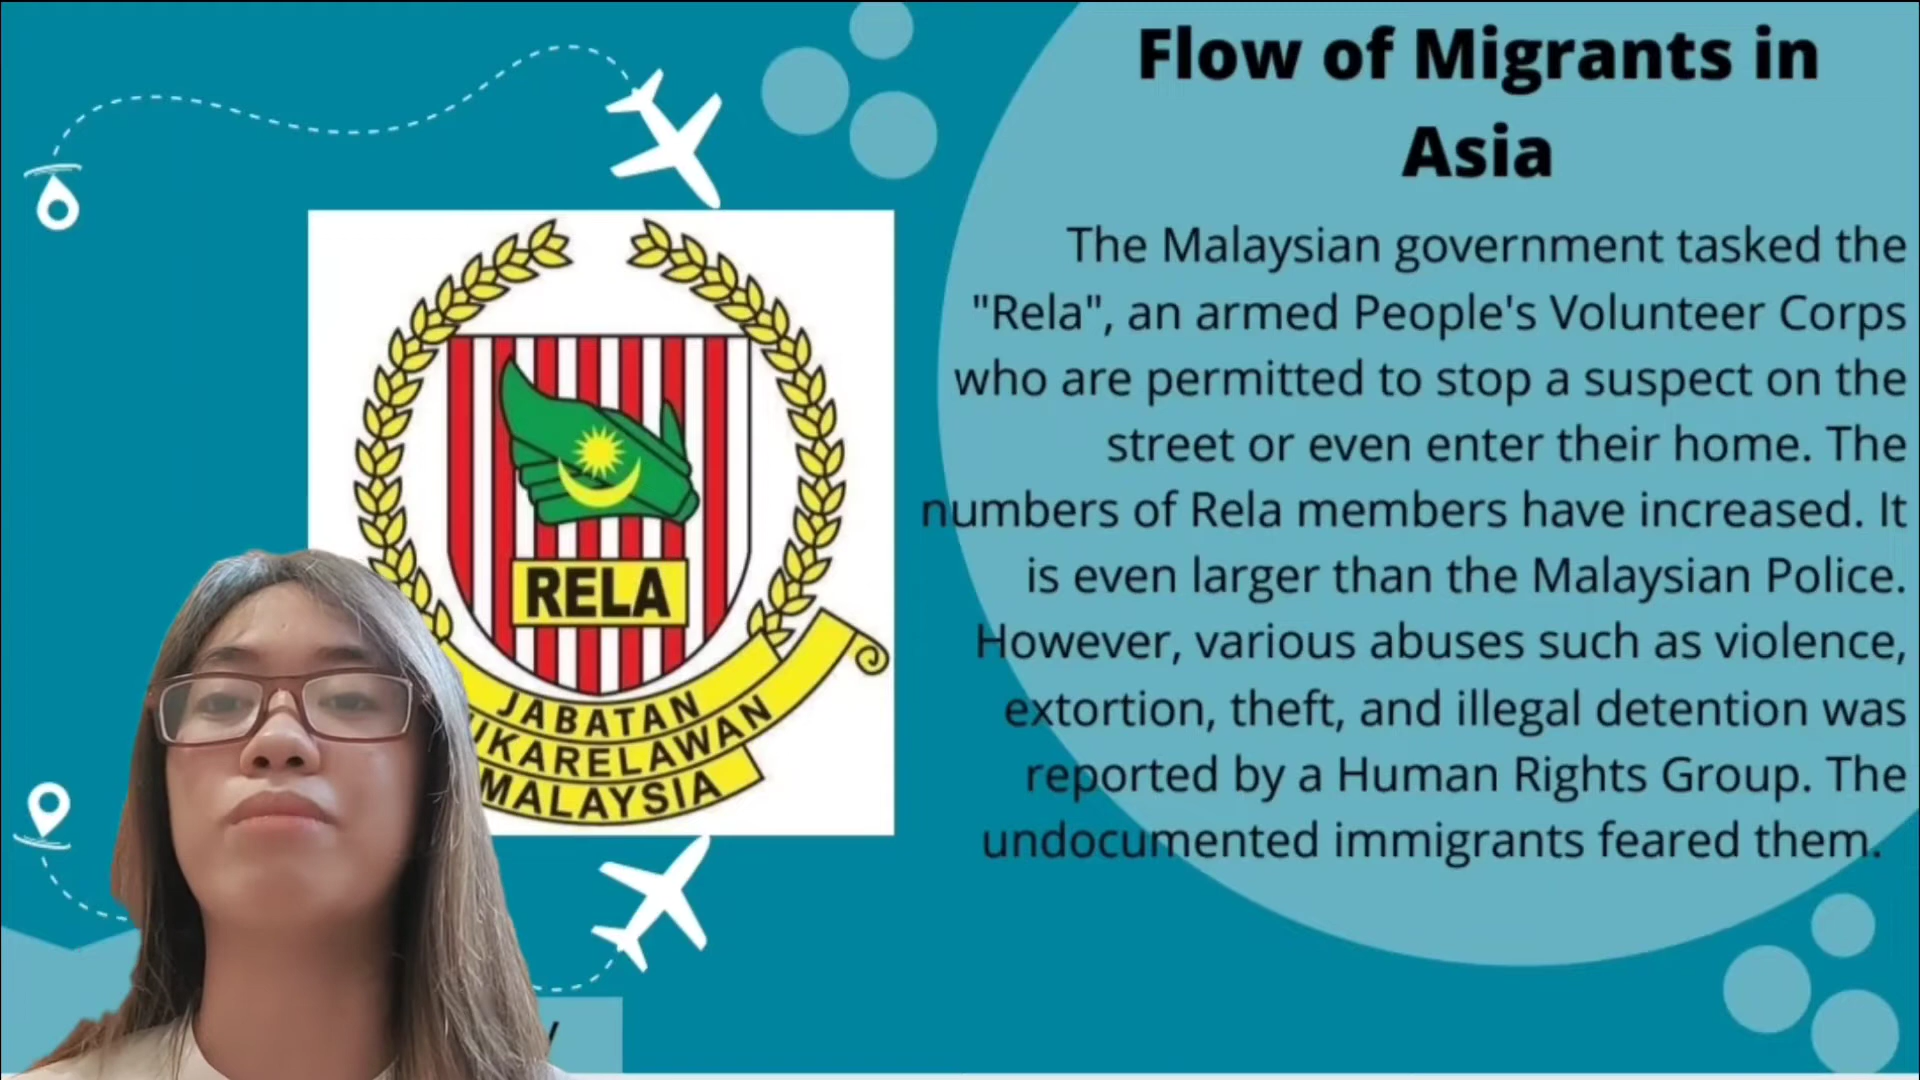 Flow of Migrants in
Asia
The Malaysian government tasked the
"Rela", an armed People's Volunteer Corps
who are permitted to stop a suspect on the
street or even enter their home. The
numbers of Rela members have increased. It
is even larger than the Malaysian Police.
However, various abuses such as violence,
extortion, theft, and illegal detention was
reported by a Human Rights Group. The
undocumented immigrants feared them.
RELA
JABATAN
IKARELAWAN
MALAYSIA